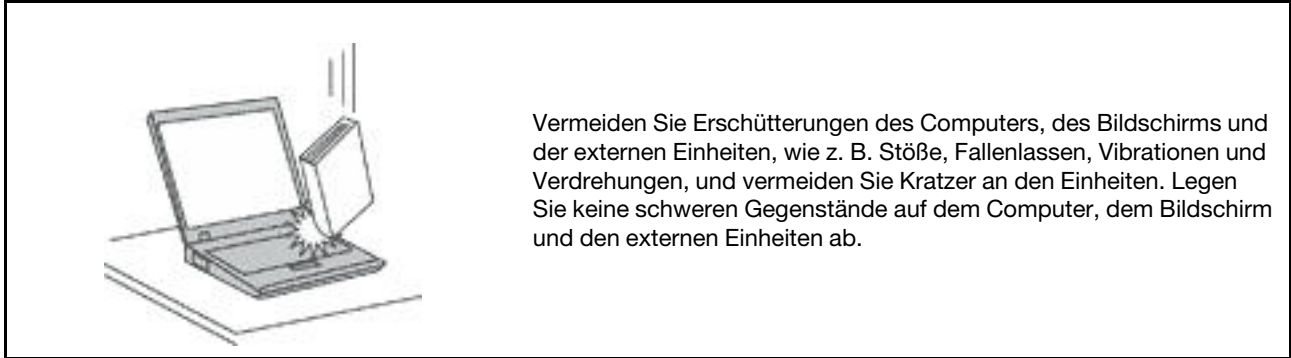 Vermeiden Sie Erschütterungen des Computers, des Bildschirms und
der externen Einheiten, wie z. B. Stöße, Fallenlassen, Vibrationen und
Verdrehungen, und vermeiden Sie Kratzer an den Einheiten. Legen
Sie keine schweren Gegenstände auf dem Computer, dem Bildschirm
und den externen Einheiten ab.